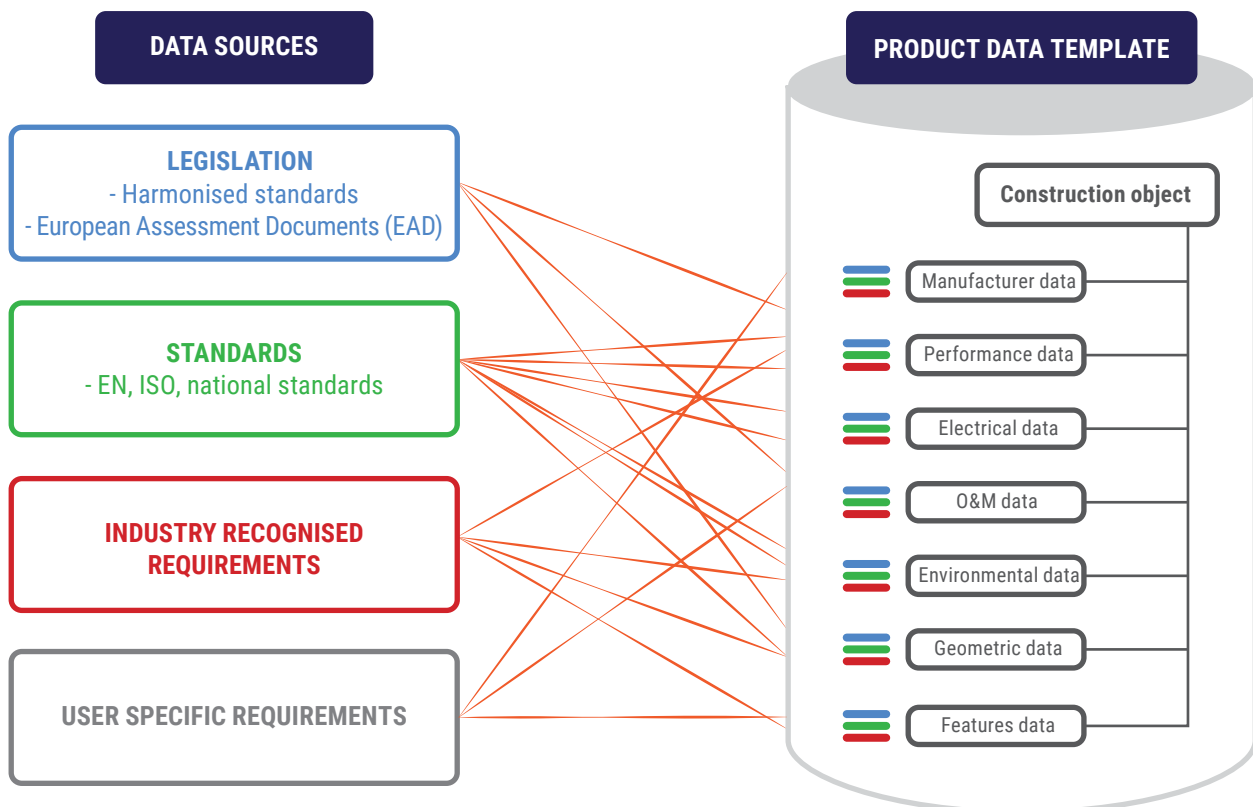 DATA SOURCES
LEGISLATION
- Harmonised standards
- European Assessment Documents (EAD)
STANDARDS
- EN, ISO, national standards
INDUSTRY RECOGNISED
REQUIREMENTS
USER SPECIFIC REQUIREMENTS
PRODUCT DATA TEMPLATE
Construction object
Manufacturer data
Performance data
Electrical data
O&M data
Environmental data
Geometric data
Features data